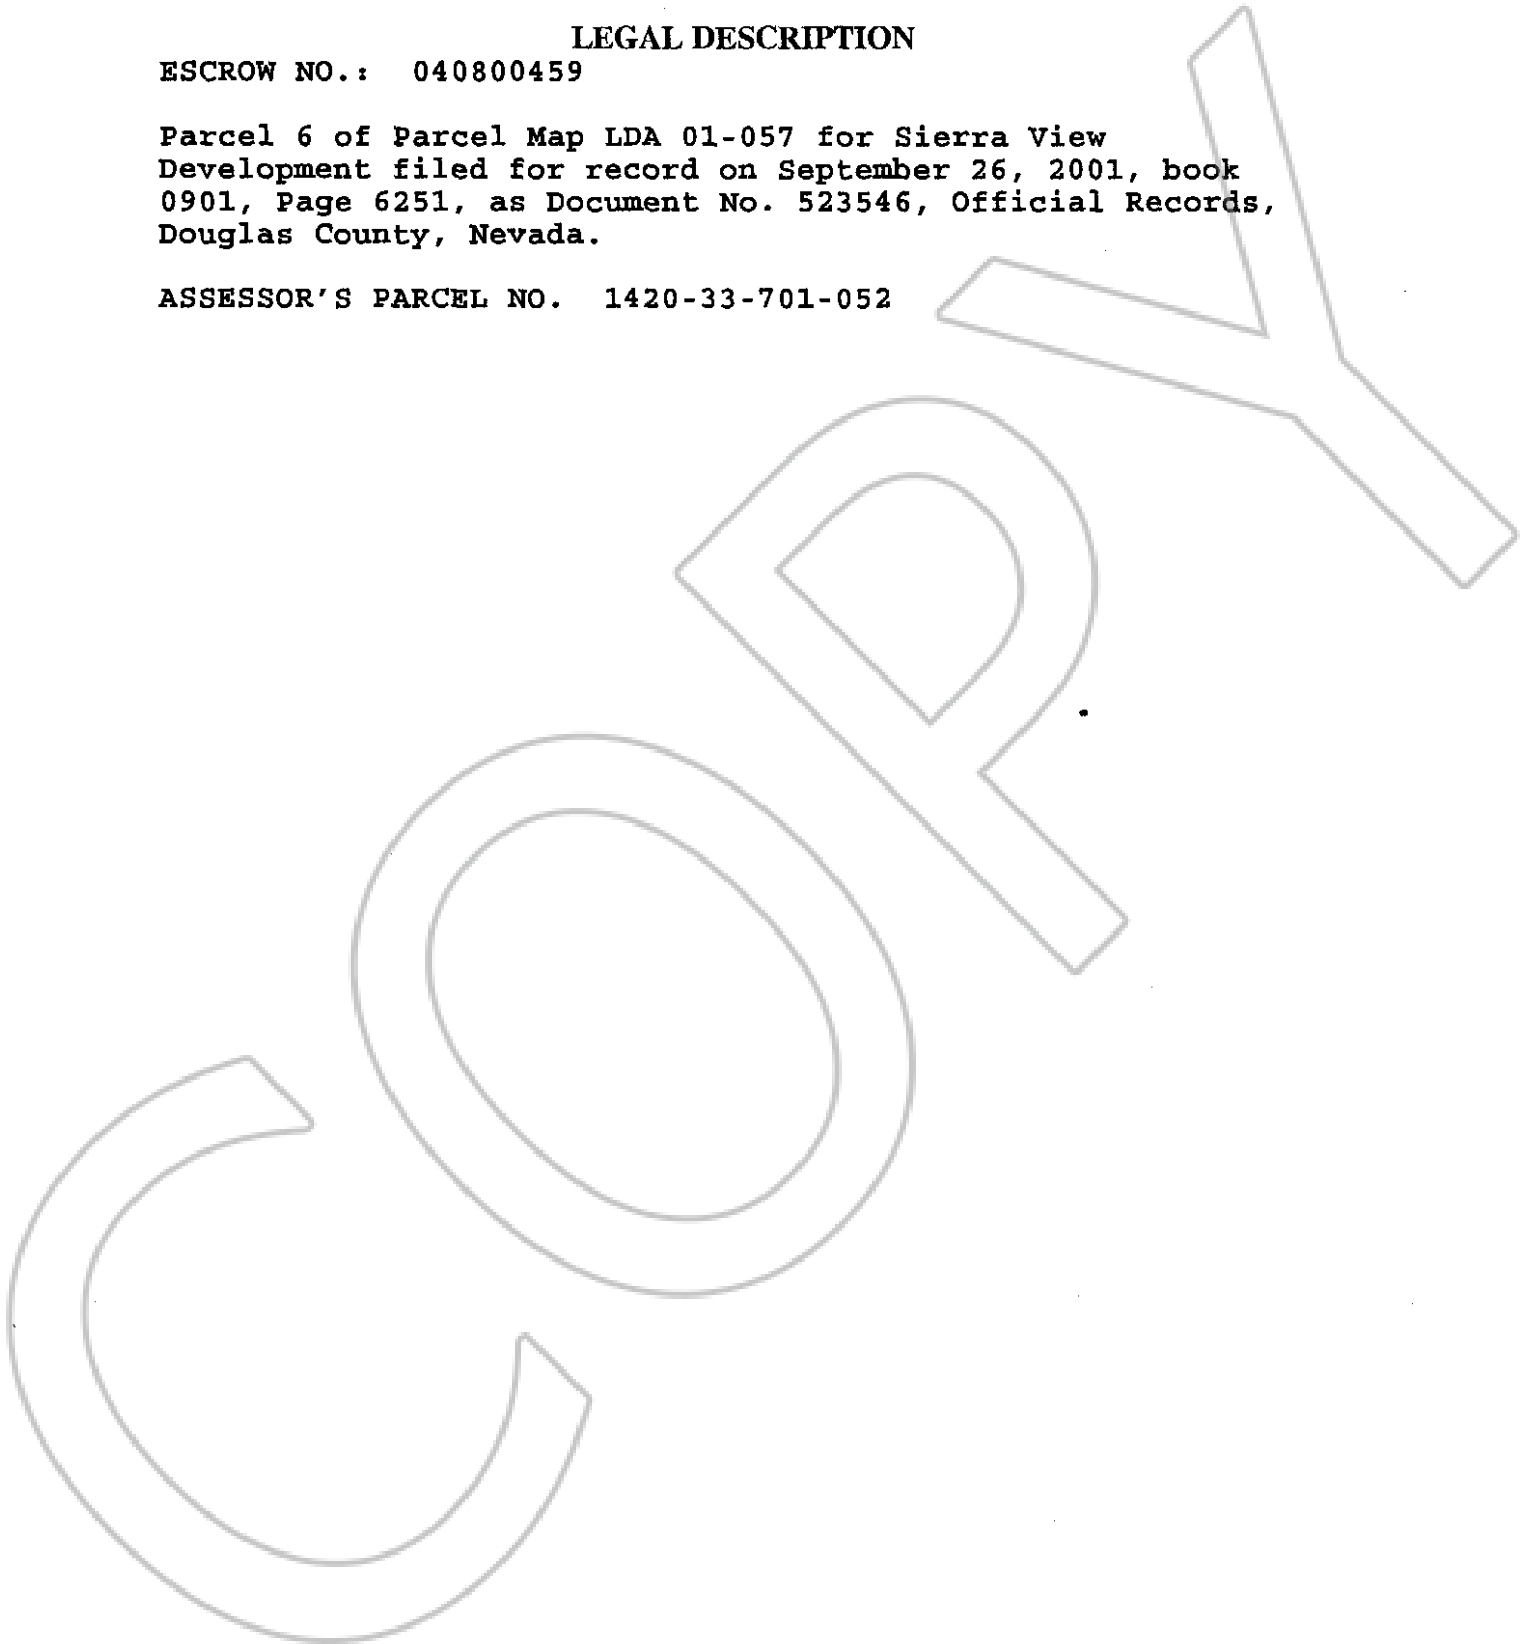 LEGAL DESCRIPTION
ESCROW NO.: 040800459
Parcel 6 of Parcel Map LDA 01-057 for Sierra View
Development filed for record on September 26, 2001, book
0901, Page 6251, as Document No. 523546, Official Records,
Douglas County, Nevada.
ASSESSOR'S PARCEL NO. 1420-33-701-052
COPY